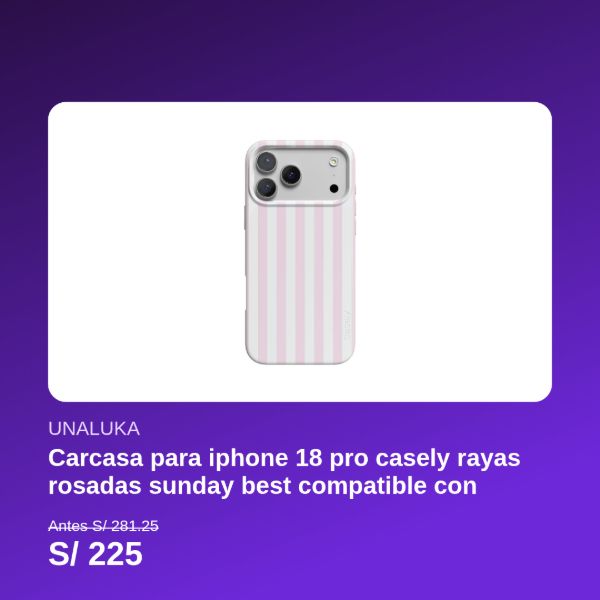 UNALUKA
Carcasa para iphone 18 pro casely rayas
rosadas sunday best compatible con
Antes S/ 281.25
S/ 225